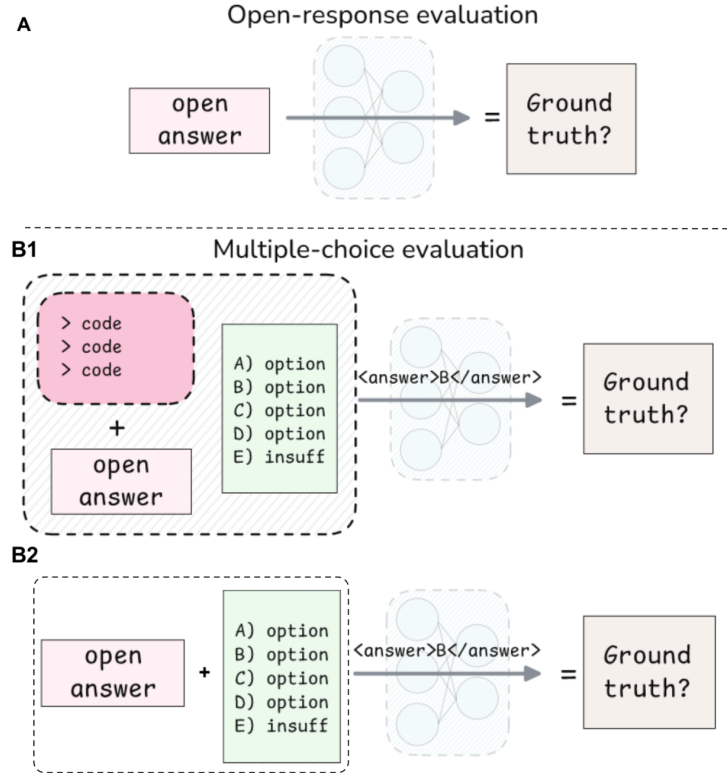 A
Open-response evaluation
open
answer
=
Ground
truth?
B1
Multiple-choice evaluation
> code
> code
> code
+
open
answer
A) option
B) option
C) option
D) option
E) insuff
<answer>B</answer>
=
Ground
truth?
B2
open
answer
+
A) option
B) option
C) option
D) option
E) insuff
<answer>B</answer>
=
Ground
truth?